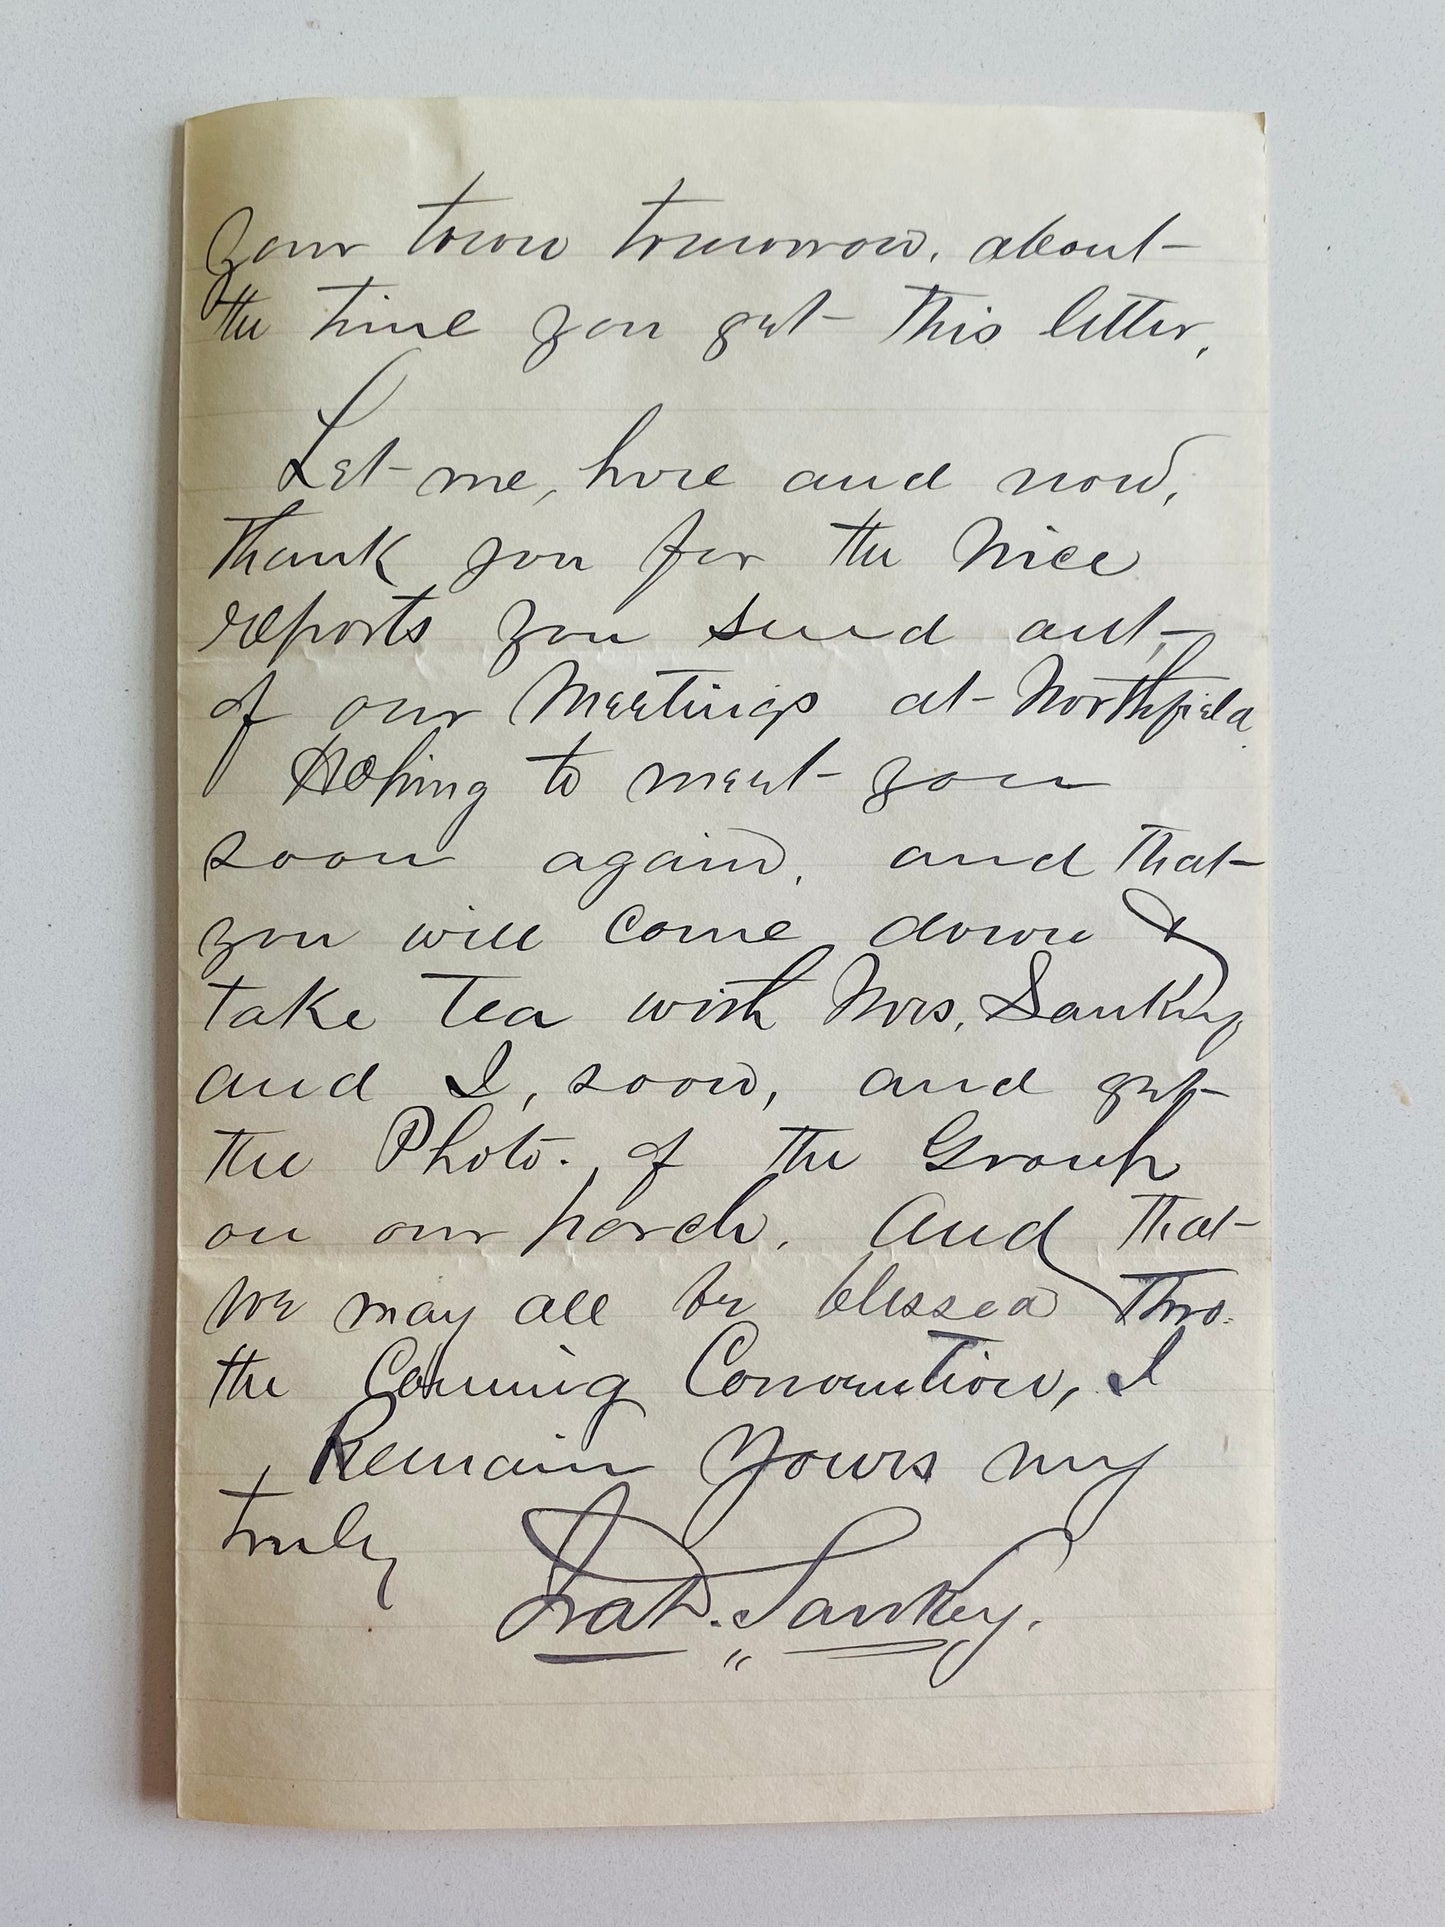 your town tomorrow, about
the time you get this letter,
Let me, here and now,
thank you for the nice
reports you send out,
of our Meetings at Northfield.
Hoping to meet you
soon again, and that
you will come down &
take Tea with Mrs, Sankey
and I, soon, and get
the Photo. of the Group
on our porch. And that
we may all be blessed thro.
the Coming Convention, I
Remain Yours my
truly
Ira D. Sankey.